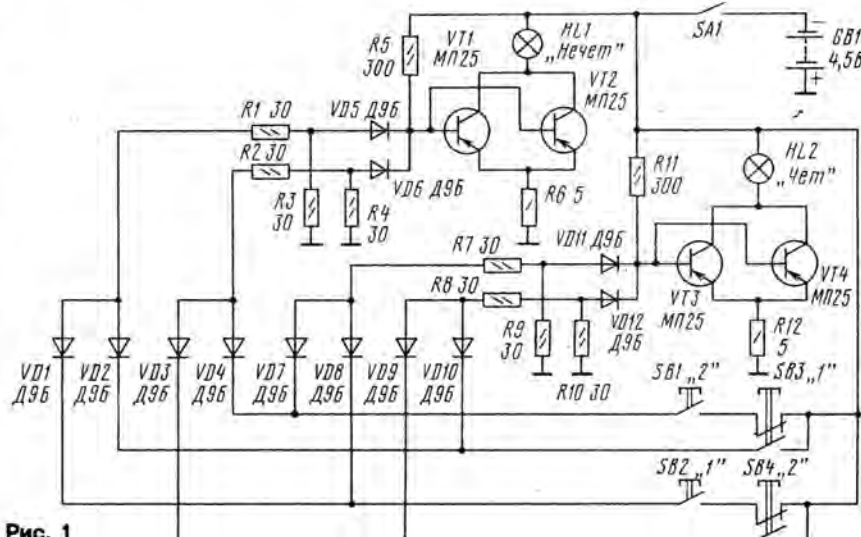 R5
300
VT1
МП25
HL1
„Нечет”
VT2
МП25
SA1
GB1
4,5В
R1 30
VD5 Д9Б
R2 30
VD6 Д9Б
R3
30
R4
30
R6 5
R11
300
HL2
„Чет”
R7 30
VD11 Д9Б
R8 30
VD12
Д9Б
R9
30
R10 30
VT3
МП25
VT4
МП25
R12
5
VD1
Д9Б
VD2
Д9Б
VD3
Д9Б
VD4
Д9Б
VD7
Д9Б
VD8
Д9Б
VD9
Д9Б
VD10
Д9Б
SB1 „2”
SB3 „1”
SB2 „1”
SB4 „2”
Рис. 1